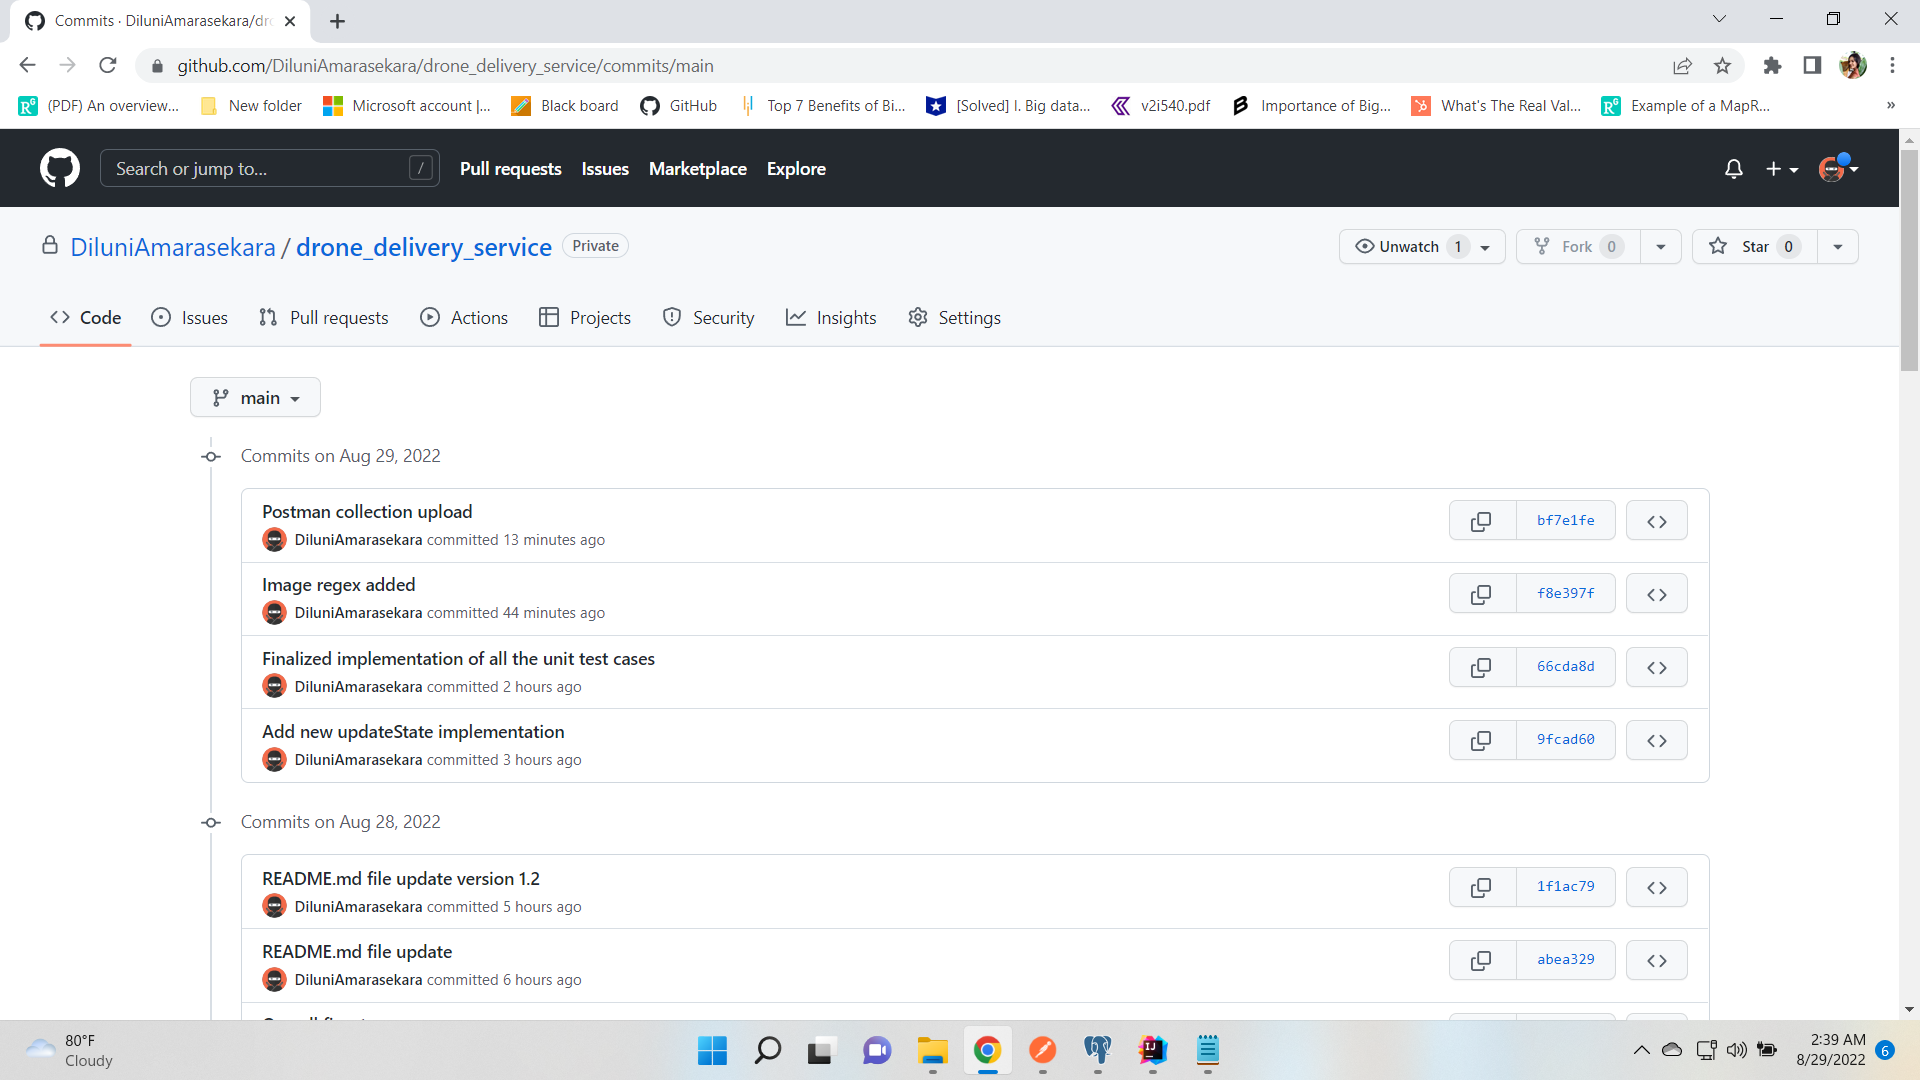 Commits · DiluniAmarasekara/dro
github.com/DiluniAmarasekara/drone_delivery_service/commits/main
(PDF) An overview... New folder Microsoft account |... Black board GitHub Top 7 Benefits of Bi... [Solved] I. Big data... v2i540.pdf Importance of Big... What's The Real Val... Example of a MapR... »
Search or jump to... / Pull requests Issues Marketplace Explore
DiluniAmarasekara / drone_delivery_service Private Unwatch 1 Fork 0 Star 0
Code Issues Pull requests Actions Projects Security Insights Settings
main
Commits on Aug 29, 2022
Postman collection upload
DiluniAmarasekara committed 13 minutes ago
bf7e1fe
Image regex added
DiluniAmarasekara committed 44 minutes ago
f8e397f
Finalized implementation of all the unit test cases
DiluniAmarasekara committed 2 hours ago
66cda8d
Add new updateState implementation
DiluniAmarasekara committed 3 hours ago
9fcad60
Commits on Aug 28, 2022
README.md file update version 1.2
DiluniAmarasekara committed 5 hours ago
1f1ac79
README.md file update
DiluniAmarasekara committed 6 hours ago
abea329
80°F
Cloudy
2:39 AM
8/29/2022
6